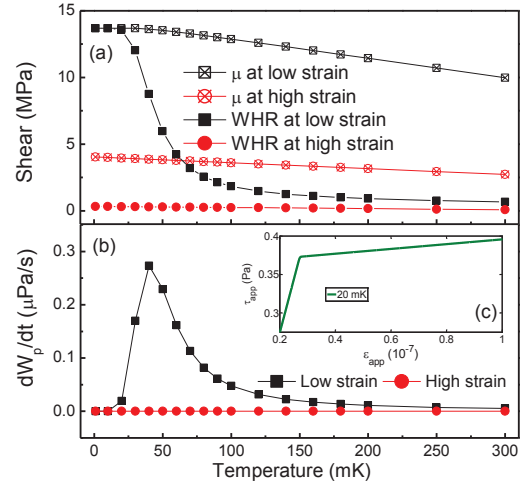 15
(a)
10
μ at low strain
μ at high strain
WHR at low strain
WHR at high strain
5
0
Shear (MPa)
(b)
0.3
0.2
0.1
0.0
dWp/dt (μPa/s)
0.4
0.35
0.3
τapp (Pa)
20 mK
(c)
0.2 0.4 0.6 0.8 1
εapp (10-7)
Low strain High strain
0 50 100 150 200 250 300
Temperature (mK)